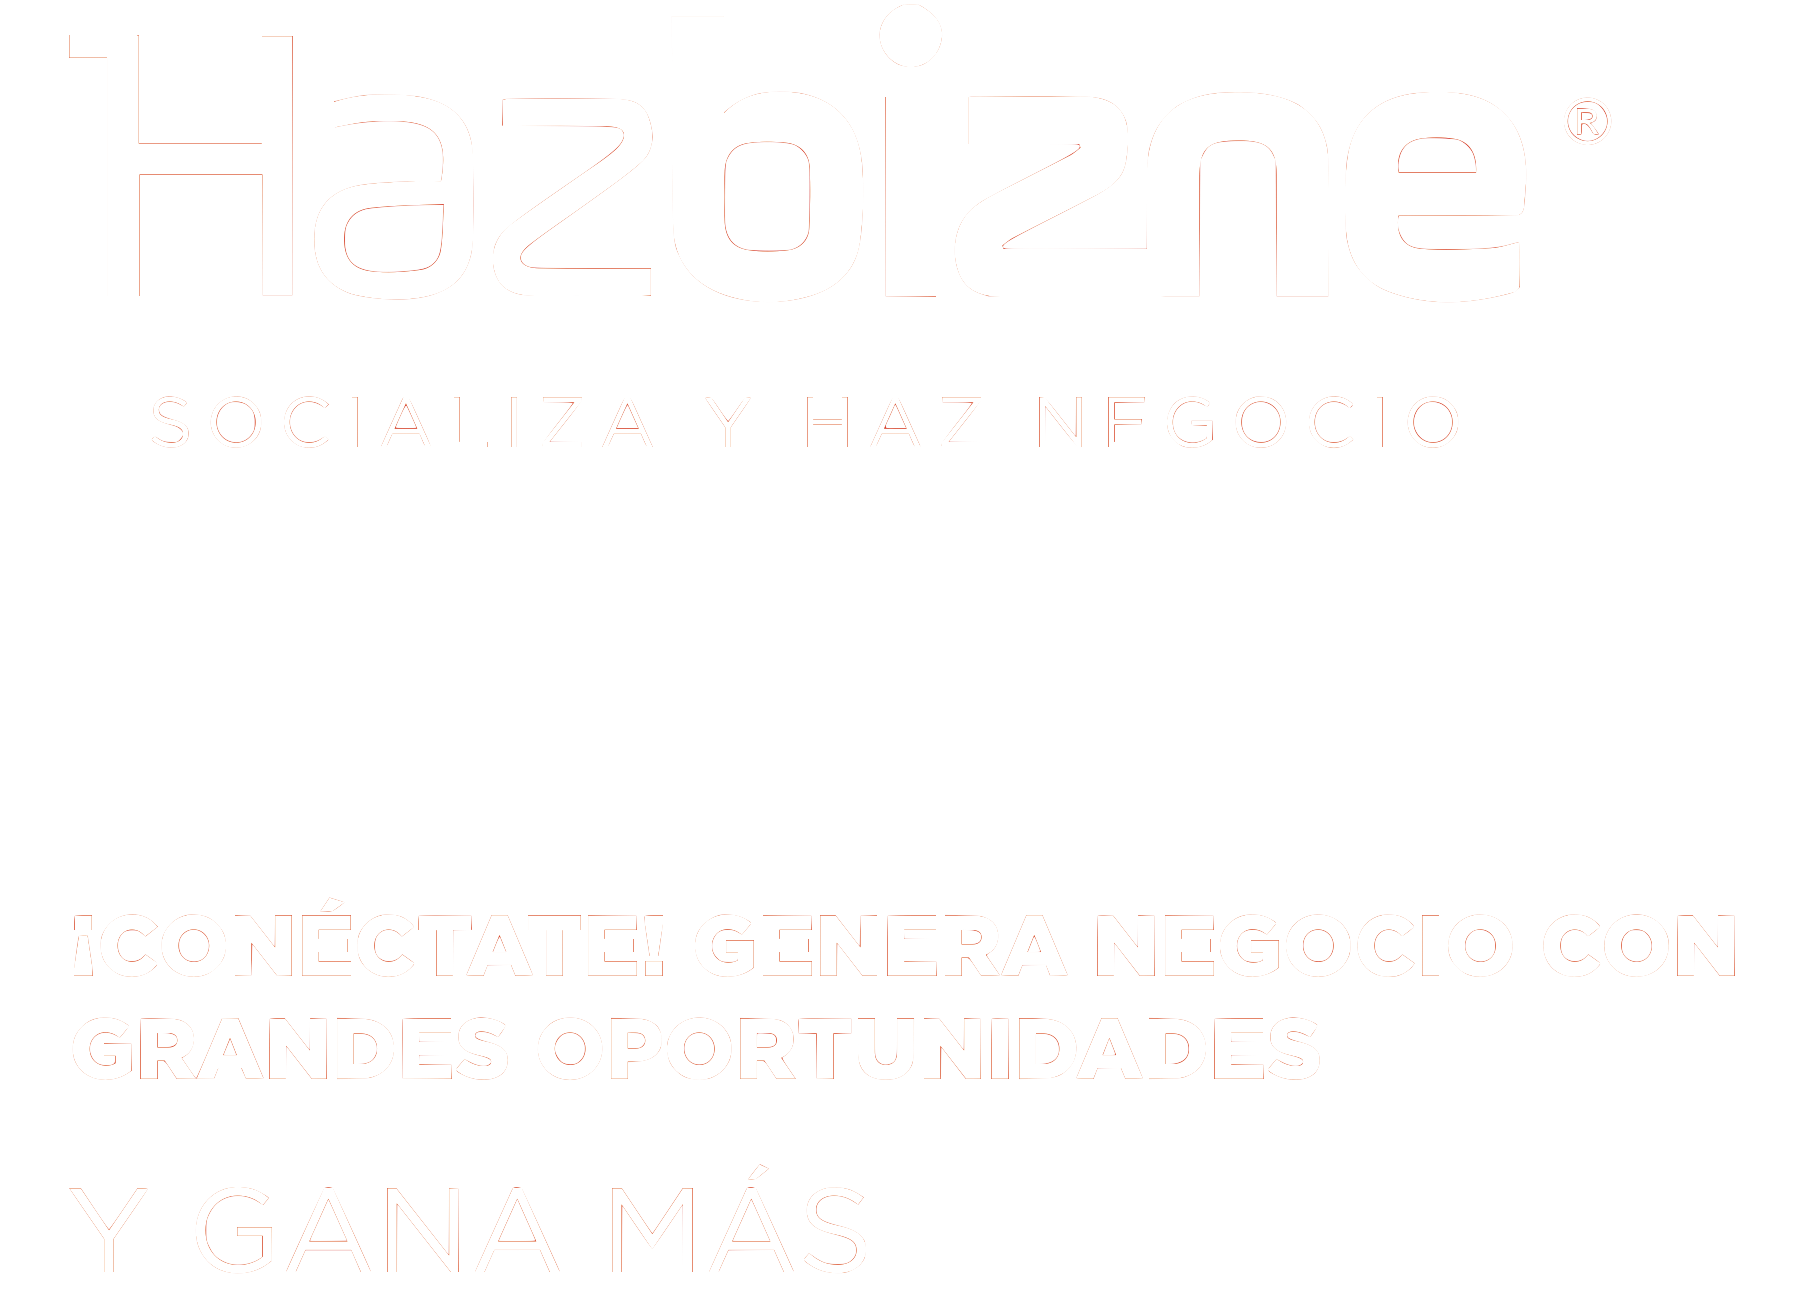 Hazbizne®
SOCIALIZA Y HAZ NEGOCIO
¡CONÉCTATE! GENERA NEGOCIO CON
GRANDES OPORTUNIDADES
Y GANA MÁS